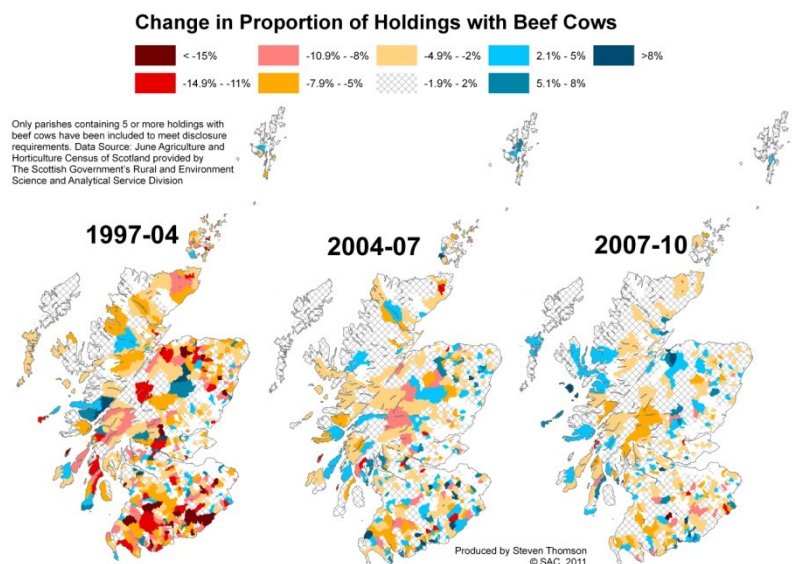 Change in Proportion of Holdings with Beef Cows
< -15% -10.9% - -8% -4.9% - -2% 2.1% - 5% >8%
-14.9% - -11% -7.9% - -5% -1.9% - 2% 5.1% - 8%
Only parishes containing 5 or more holdings with
beef cows have been included to meet disclosure
requirements. Data Source: June Agriculture and
Horticulture Census of Scotland provided by
The Scottish Government's Rural and Environment
Science and Analytical Service Division
1997-04
2004-07
2007-10
Produced by Steven Thomson
© SAC, 2011